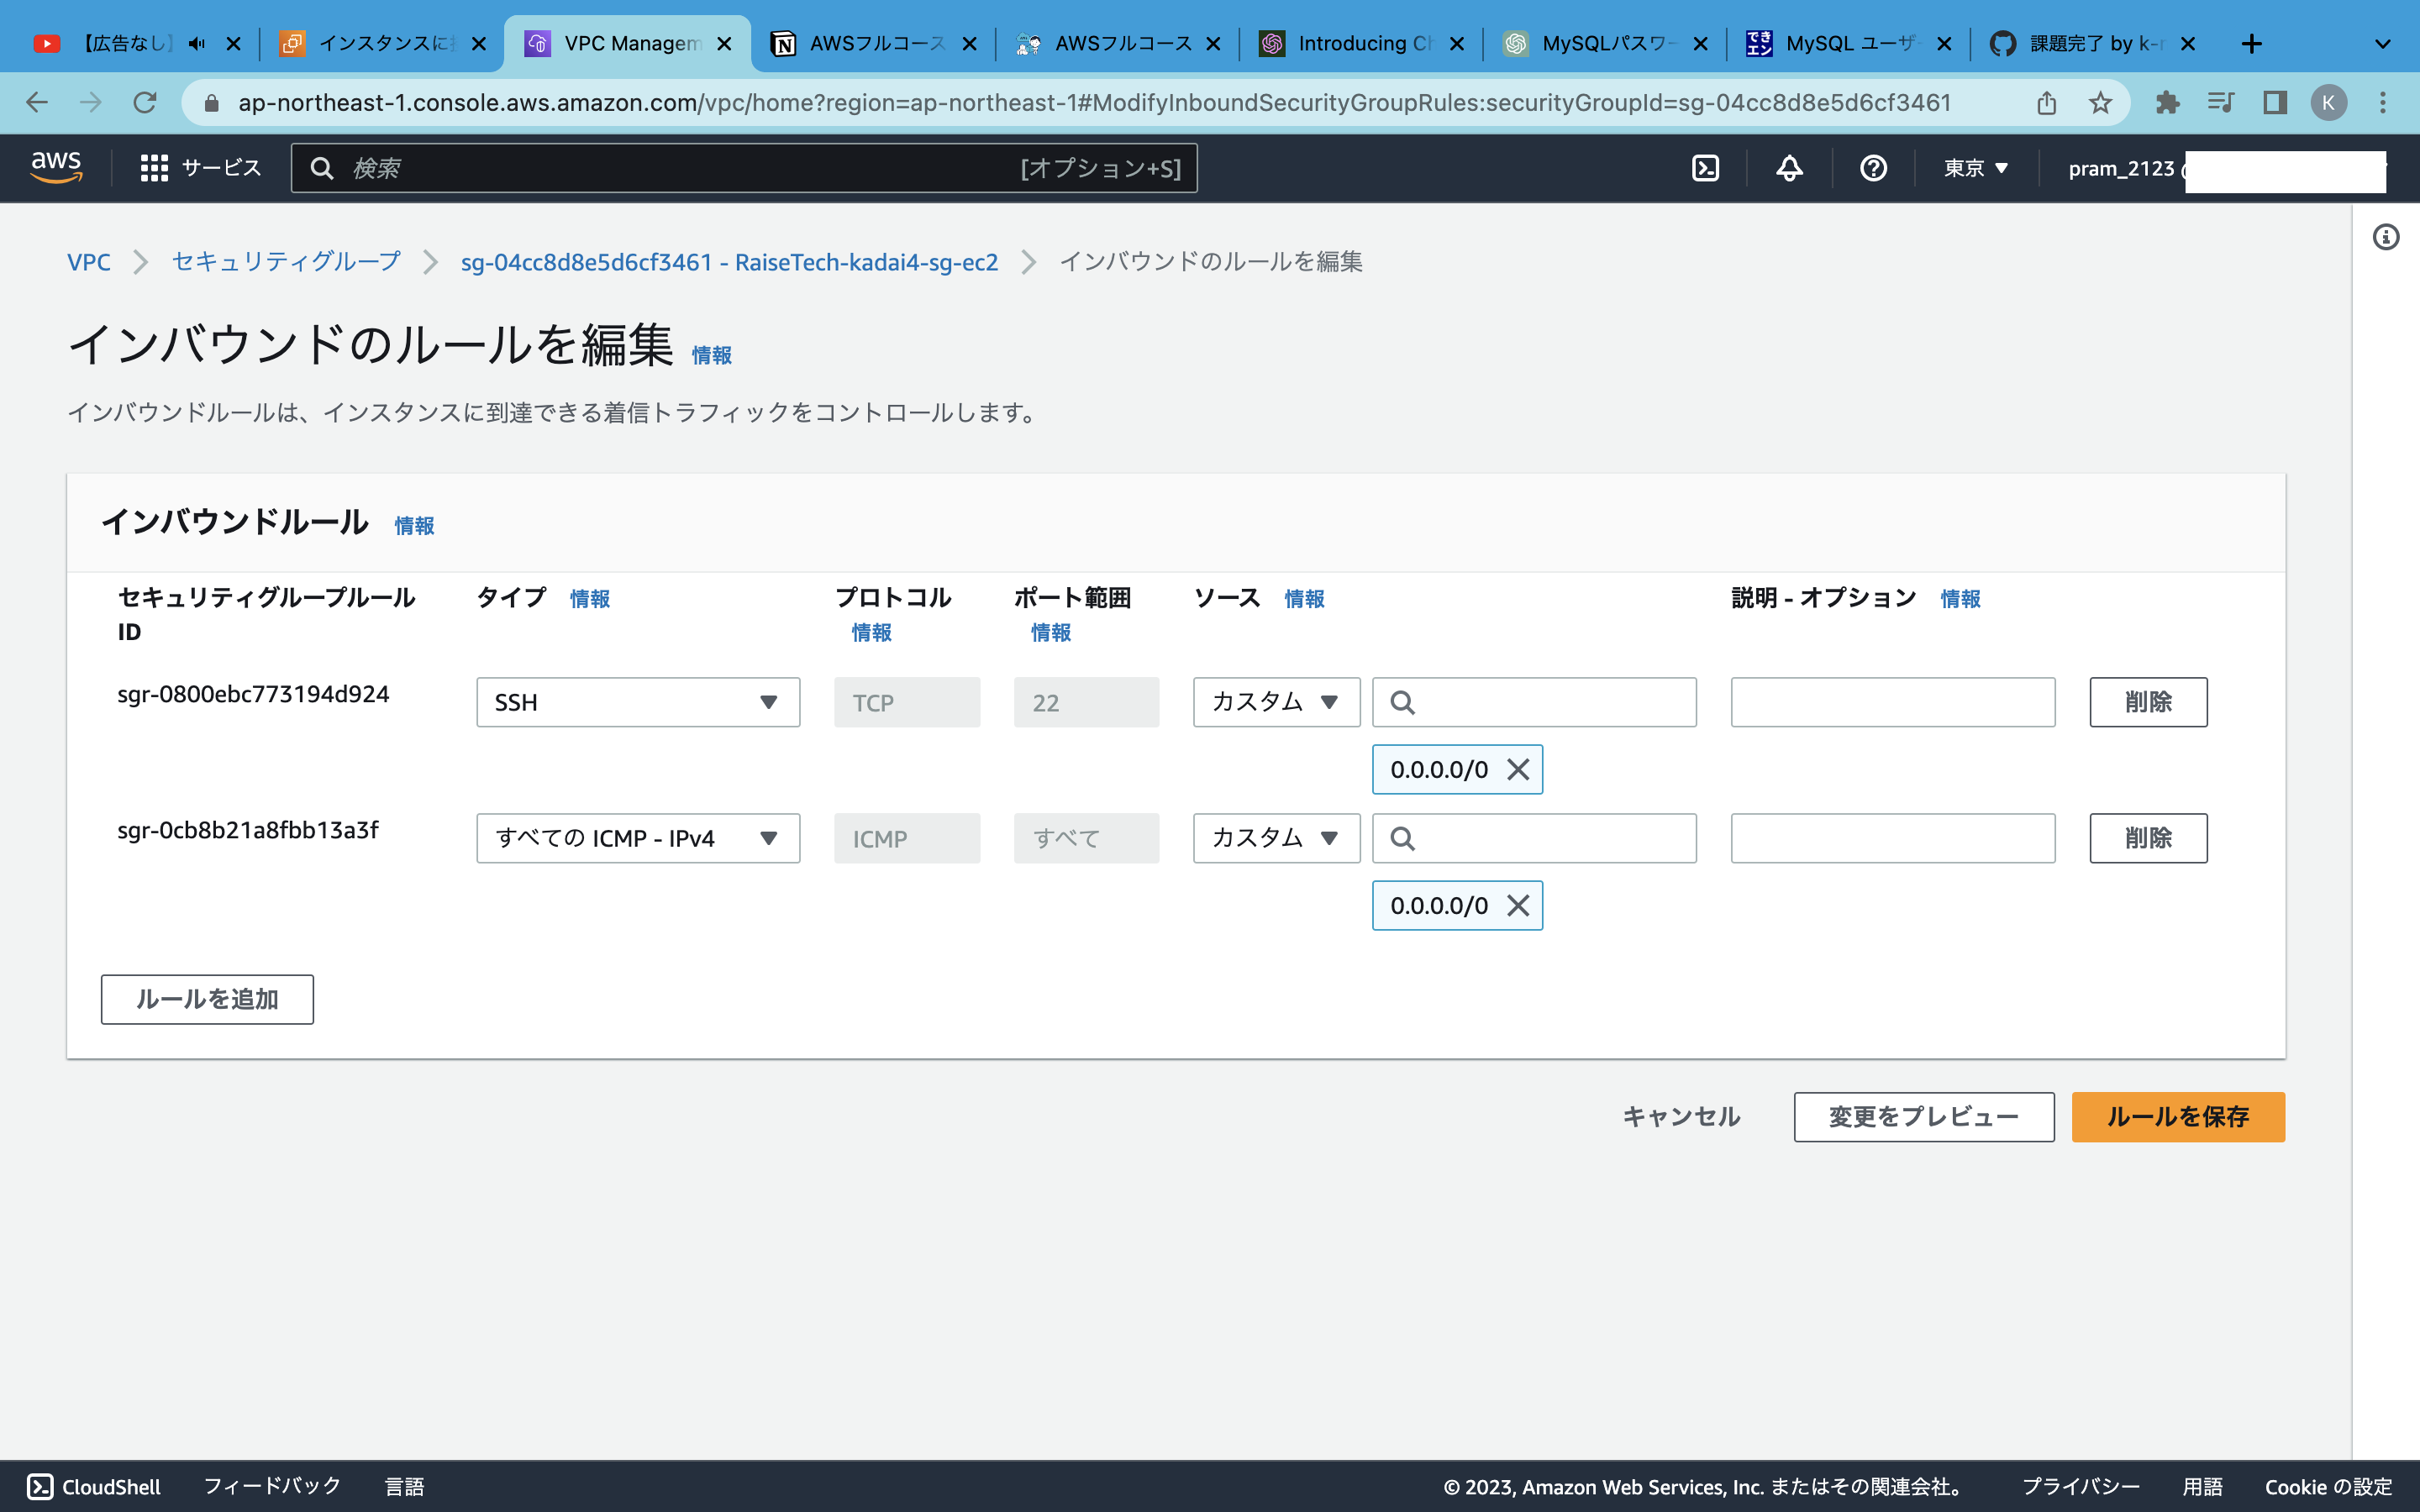 【広告なし】
インスタンスに
VPC Managem
AWSフルコース
AWSフルコース
Introducing Ch
MySQLパスワー
MySQL ユーザー
課題完了 by k-
ap-northeast-1.console.aws.amazon.com/vpc/home?region=ap-northeast-1#ModifyInboundSecurityGroupRules:securityGroupId=sg-04cc8d8e5d6cf3461
K
aws
サービス
検索
[オプション+S]
東京
pram_2123
VPC
セキュリティグループ
sg-04cc8d8e5d6cf3461 - RaiseTech-kadai4-sg-ec2
インバウンドのルールを編集
インバウンドのルールを編集 情報
インバウンドルールは、インスタンスに到達できる着信トラフィックをコントロールします。
インバウンドルール 情報
セキュリティグループルール
ID
タイプ 情報
プロトコル
情報
ポート範囲
情報
ソース 情報
説明 - オプション 情報
sgr-0800ebc773194d924
SSH
TCP
22
カスタム
削除
0.0.0.0/0
sgr-0cb8b21a8fbb13a3f
すべての ICMP - IPv4
ICMP
すべて
カスタム
削除
0.0.0.0/0
ルールを追加
キャンセル
変更をプレビュー
ルールを保存
CloudShell
フィードバック
言語
© 2023, Amazon Web Services, Inc. またはその関連会社。
プライバシー
用語
Cookie の設定